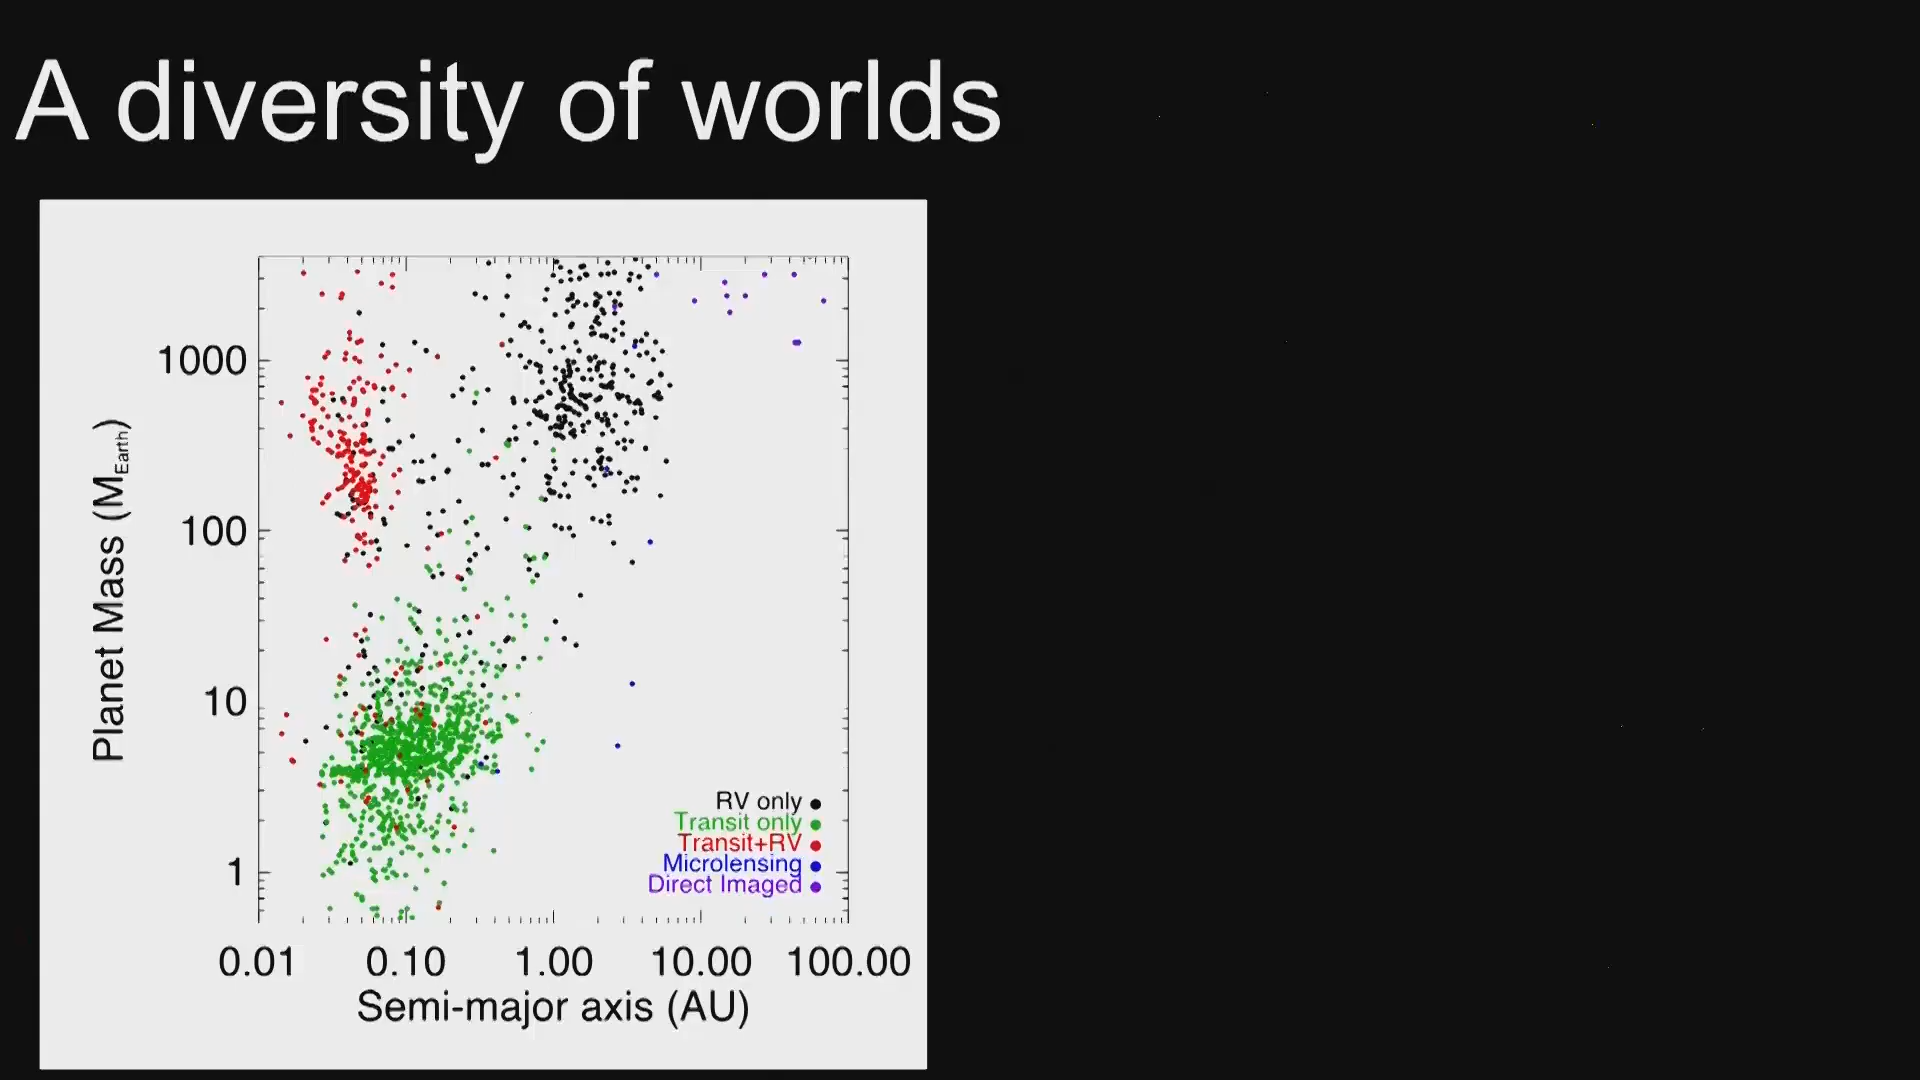 A diversity of worlds
Planet Mass (MEarth)
1000
100
10
1
RV only
Transit only
Transit+RV
Microlensing
Direct Imaged
0.01 0.10 1.00 10.00 100.00
Semi-major axis (AU)